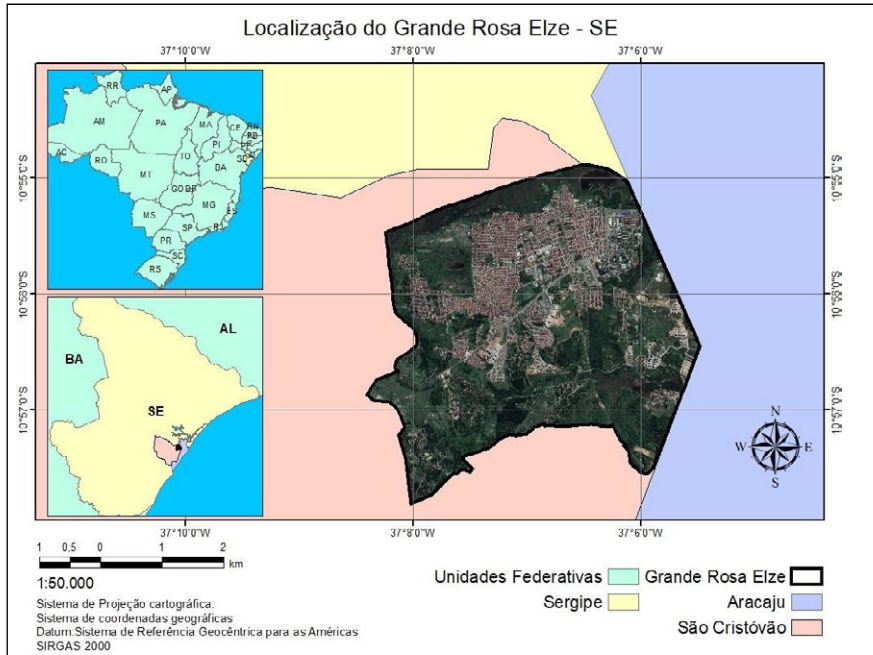 Localização do Grande Rosa Elze - SE
37°10'0"W 37°8'0"W 37°6'0"W
RR AP
AM PA MA CE RN
PB
PI
AC TO
RO BA
MT
GO DF
MG
MS ES
SP RJ
PR
SC
RS
10°55'0"S 10°55'0"S
10°56'0"S 10°56'0"S
10°57'0"S 10°57'0"S
AL
BA
SE
N
W E
S
37°10'0"W 37°8'0"W 37°6'0"W
1 0,5 0 1 2
km
1:50.000
Sistema de Projeção cartográfica:
Sistema de coordenadas geográficas
Datum:Sistema de Referência Geocêntrica para as Américas
SIRGAS 2000
Unidades Federativas Grande Rosa Elze
Sergipe Aracaju
São Cristóvão